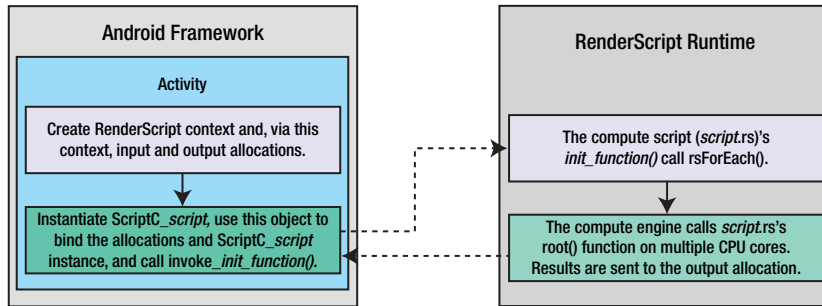 Android Framework
Activity
Create RenderScript context and, via this
context, input and output allocations.
Instantiate ScriptC_script, use this object to
bind the allocations and ScriptC_script
instance, and call invoke_init_function().
RenderScript Runtime
The compute script (script.rs)'s
init_function() call rsForEach().
The compute engine calls script.rs's
root() function on multiple CPU cores.
Results are sent to the output allocation.